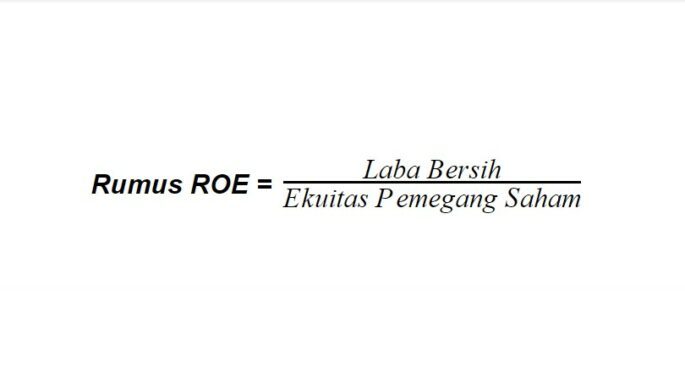 Rumus ROE = Laba Bersih
Ekuitas Pemegang Saham